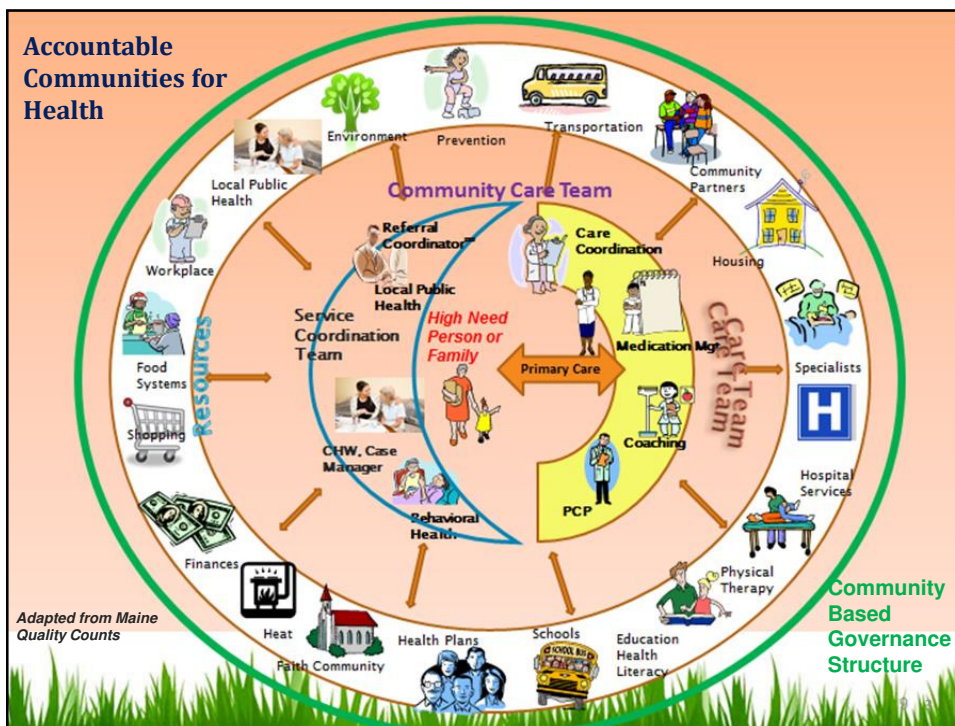 Accountable
Communities for
Health
Environment
Prevention
Transportation
Community
Partners
Housing
Specialists
H
Hospital
Services
Physical
Therapy
Education
Health
Literacy
Schools
SCHOOL BUS
Health Plans
Faith Community
Heat
Finances
Shopping
Food
Systems
Workplace
Local Public
Health
Resources
Community Care Team
Referral
Coordinator
Local Public
Health
Service
Coordination
Team
CHW, Case
Manager
Behavioral
Health
High Need
Person or
Family
Primary Care
Care
Coordination
Medication Mgt
Coaching
PCP
Care Team
Care Team
Adapted from Maine
Quality Counts
Community
Based
Governance
Structure